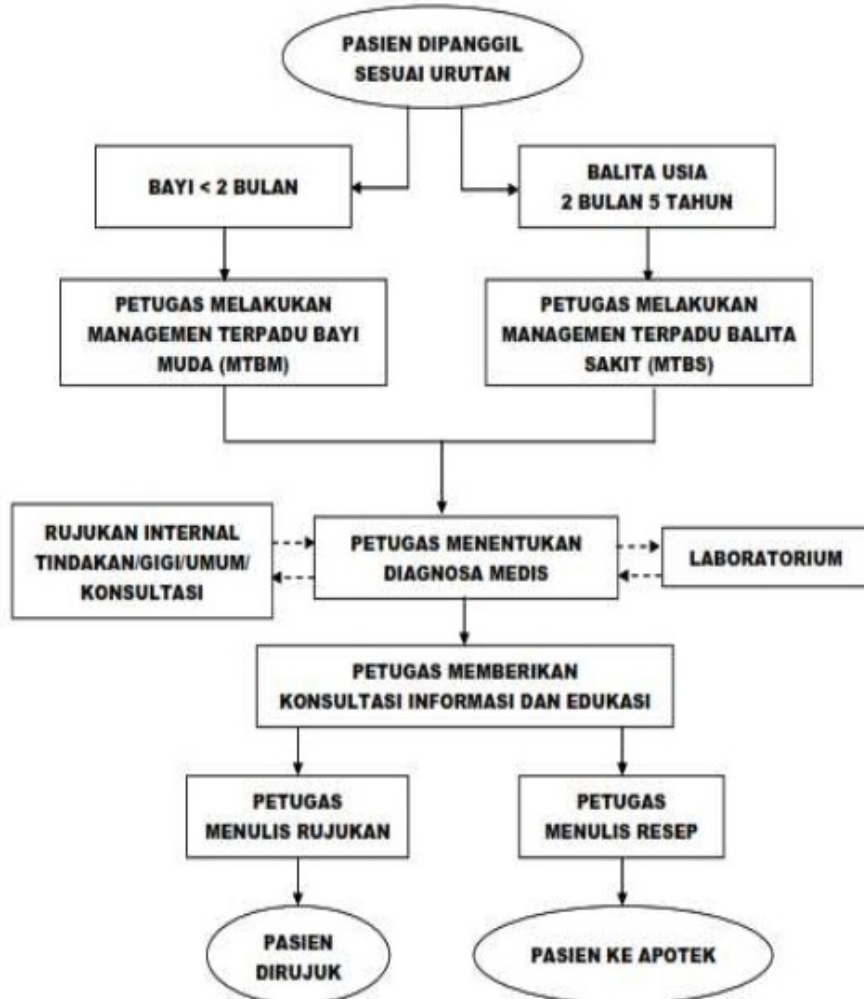 PASIEN DIPANGGIL
SESUAI URUTAN
BAYI < 2 BULAN
BALITA USIA
2 BULAN 5 TAHUN
PETUGAS MELAKUKAN
MANAGEMEN TERPADU BAYI
MUDA (MTBM)
PETUGAS MELAKUKAN
MANAGEMEN TERPADU BALITA
SAKIT (MTBS)
RUJUKAN INTERNAL
TINDAKAN/GIGI/UMUM/
KONSULTASI
PETUGAS MENENTUKAN
DIAGNOSA MEDIS
LABORATORIUM
PETUGAS MEMBERIKAN
KONSULTASI INFORMASI DAN EDUKASI
PETUGAS
MENULIS RUJUKAN
PETUGAS
MENULIS RESEP
PASIEN
DIRUJUK
PASIEN KE APOTEK